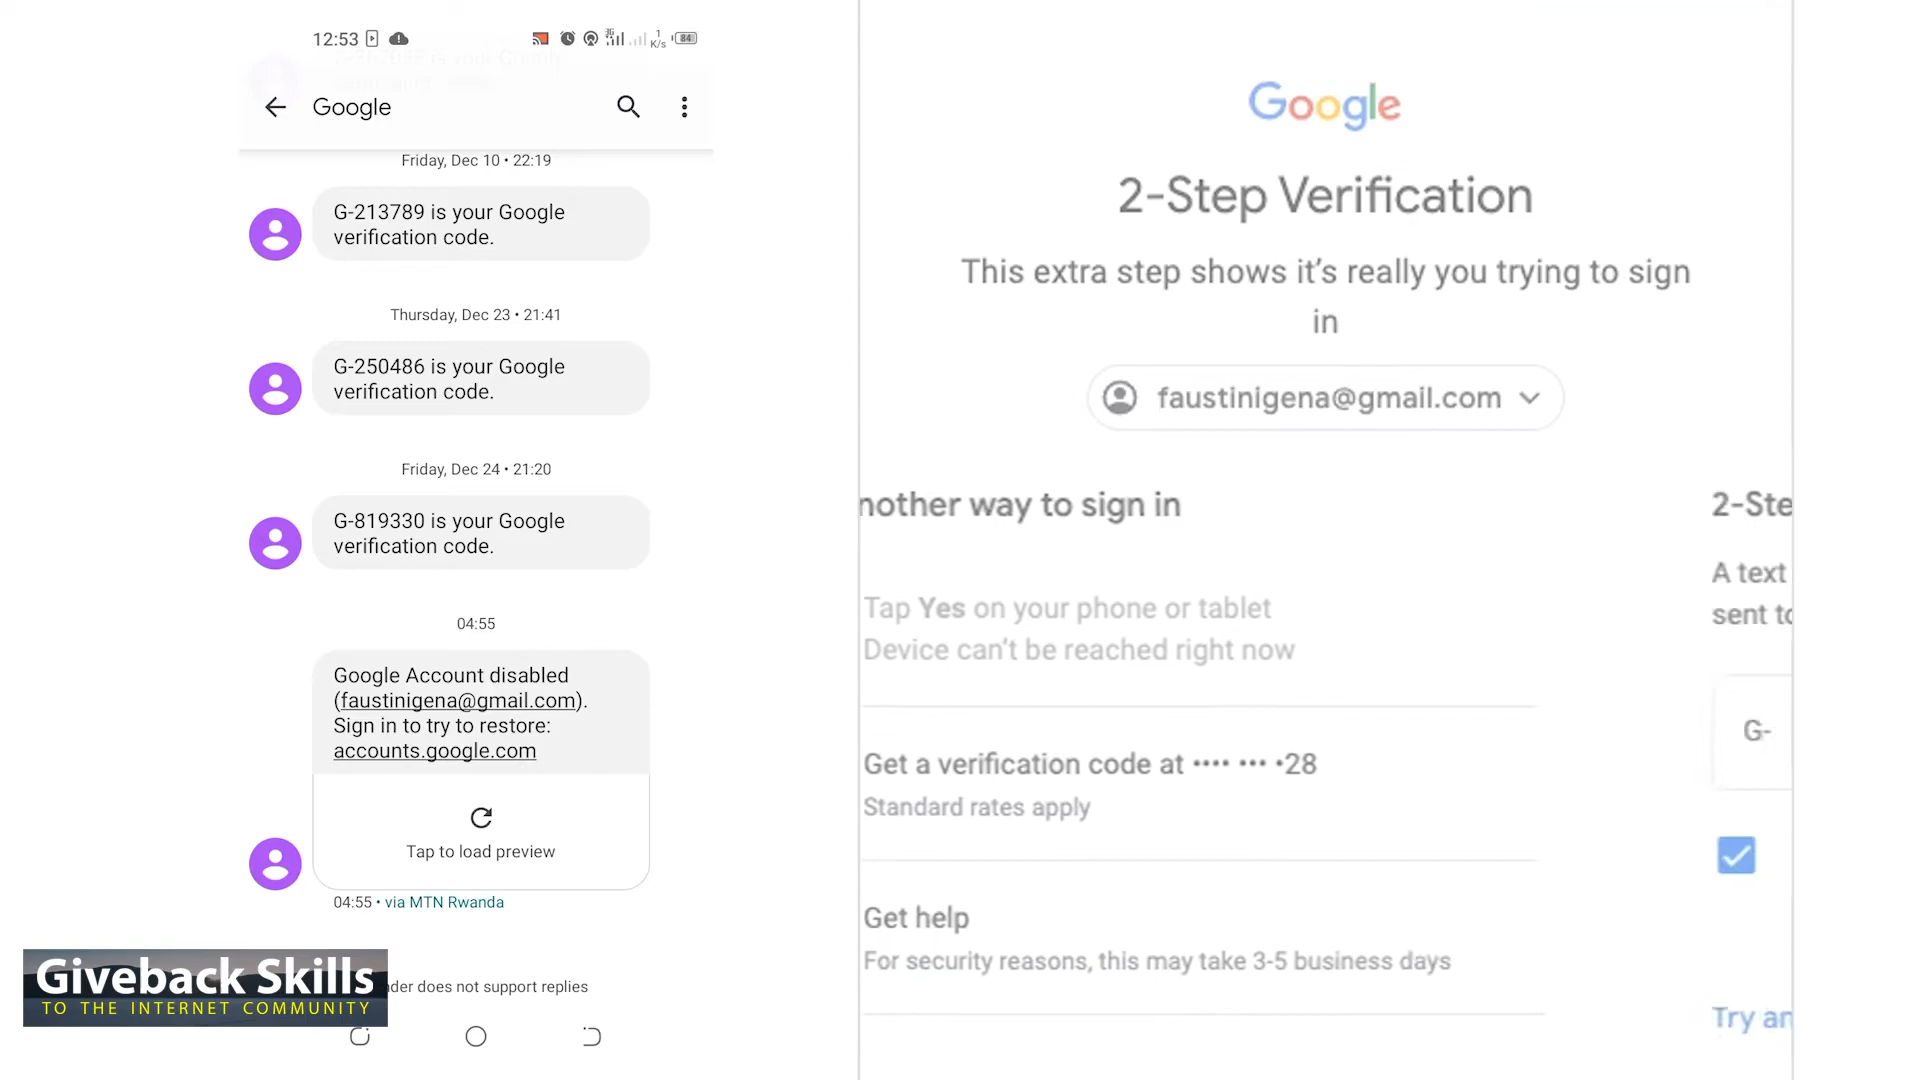 12:53
1
K/s
84
Google
Friday, Dec 10 • 22:19
G-213789 is your Google
verification code.
Thursday, Dec 23 • 21:41
G-250486 is your Google
verification code.
Friday, Dec 24 • 21:20
G-819330 is your Google
verification code.
04:55
Google Account disabled
(faustinigena@gmail.com).
Sign in to try to restore:
accounts.google.com
Tap to load preview
04:55 • via MTN Rwanda
nder does not support replies
Giveback Skills
TO THE INTERNET COMMUNITY
Google
2-Step Verification
This extra step shows it's really you trying to sign
in
faustinigena@gmail.com
nother way to sign in
Tap Yes on your phone or tablet
Device can't be reached right now
Get a verification code at •••• ••• •28
Standard rates apply
Get help
For security reasons, this may take 3-5 business days
2-Ste
A text
sent to
G-
Try an